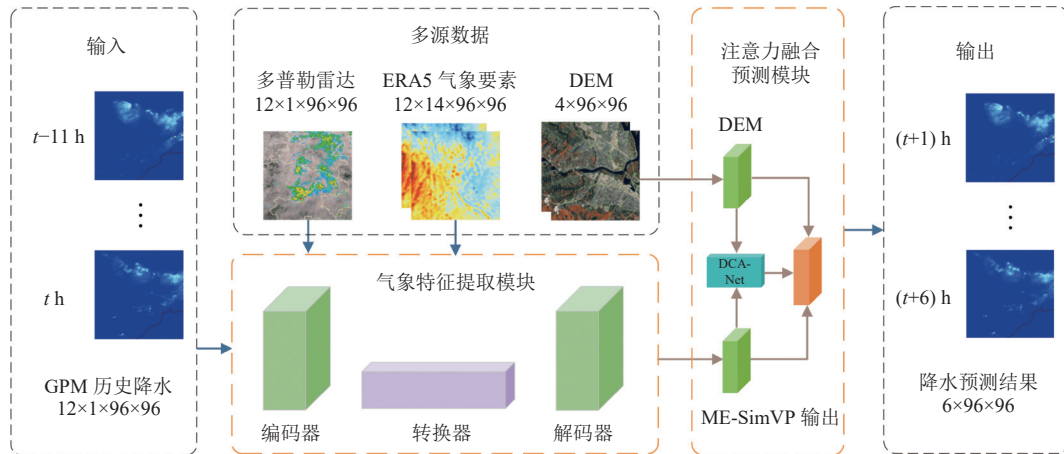 输入
t−11 h
t h
GPM 历史降水
12×1×96×96
多源数据
多普勒雷达
12×1×96×96
ERA5 气象要素
12×14×96×96
DEM
4×96×96
气象特征提取模块
编码器
转换器
解码器
注意力融合
预测模块
DEM
DCA-
Net
ME-SimVP 输出
输出
(t+1) h
(t+6) h
降水预测结果
6×96×96